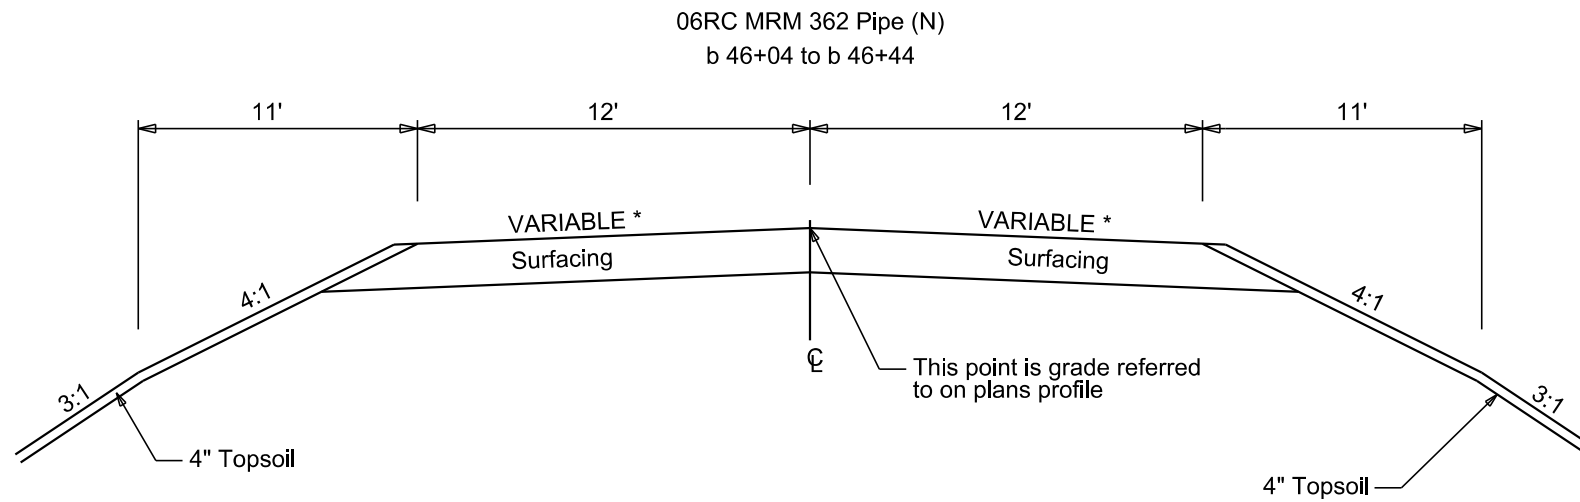 06RC MRM 362 Pipe (N)
b 46+04 to b 46+44
11'
12'
12'
11'
VARIABLE *
VARIABLE *
Surfacing
Surfacing
4:1
4:1
3:1
3:1
℄
This point is grade referred
to on plans profile
4" Topsoil
4" Topsoil